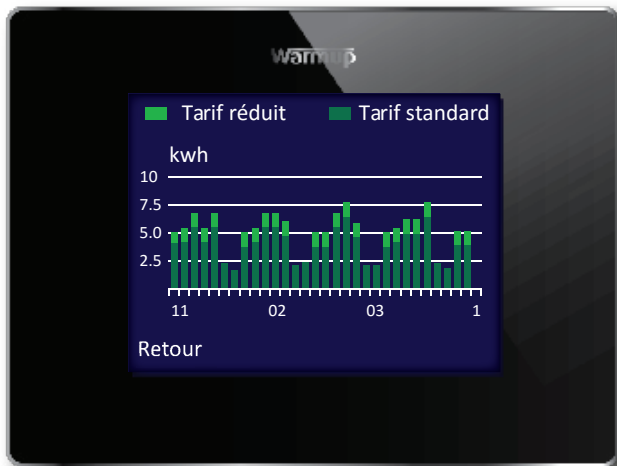 warmup
Tarif réduit Tarif standard
kwh
10
7.5
5.0
2.5
11 02 03 1
Retour